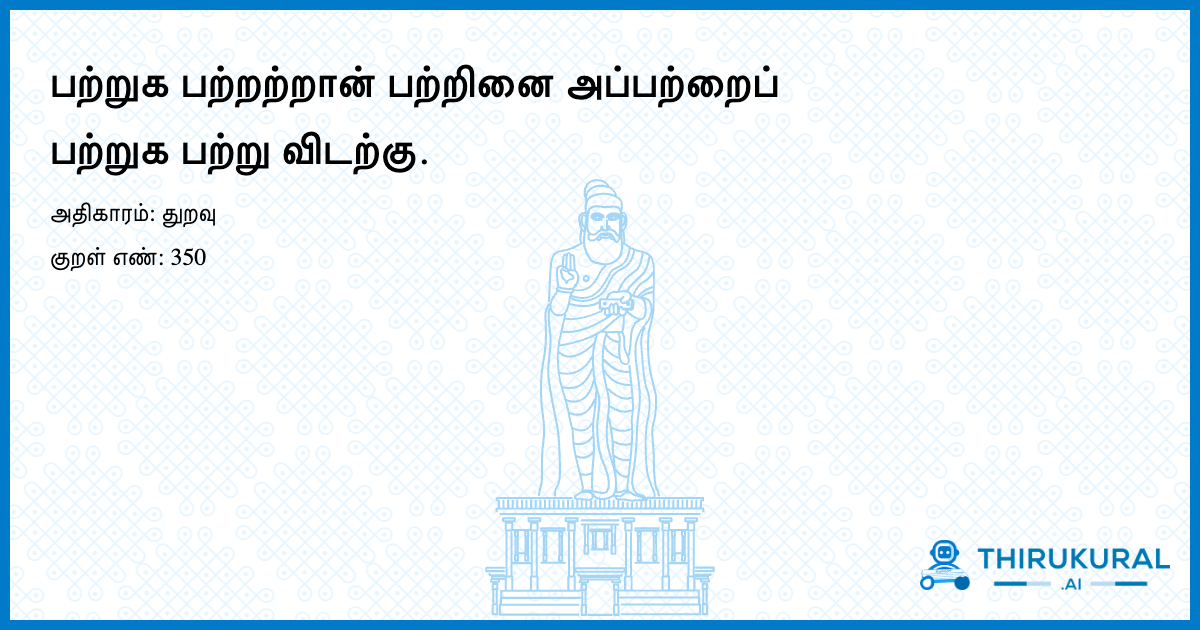 பற்றுக பற்றற்றான் பற்றினை அப்பற்றைப்
பற்றுக பற்று விடற்கு.
அதிகாரம்: துறவு
குறள் எண்: 350
THIRUKURAL
.AI